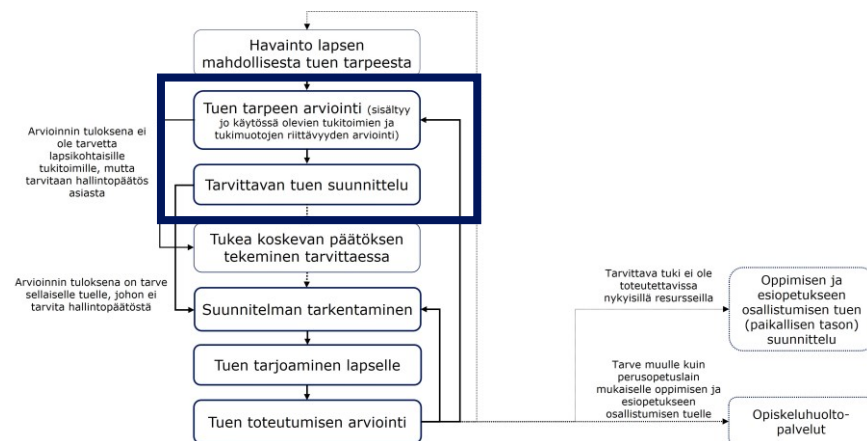 Havainto lapsen
mahdollisesta tuen tarpeesta
Tuen tarpeen arviointi (sisältyy
jo käytössä olevien tukitoimien ja
tukimuotojen riittävyyden arviointi)
Arvioinnin tuloksena ei
ole tarvetta
lapsikohtaisille
tukitoimille, mutta
tarvitaan hallintopäätös
asiasta
Tarvittavan tuen suunnittelu
Tukea koskevan päätöksen
tekeminen tarvittaessa
Arvioinnin tuloksena on tarve
sellaiselle tuelle, johon ei
tarvita hallintopäätöstä
Suunnitelman tarkentaminen
Tuen tarjoaminen lapselle
Tuen toteutumisen arviointi
Tarvittava tuki ei ole
toteutettavissa
nykyisillä resursseilla
Oppimisen ja
esiopetukseen
osallistumisen tuen
(paikallisen tason)
suunnittelu
Tarve muulle kuin
perusopetuslain
mukaiselle oppimisen ja
esiopetukseen
osallistumisen tuelle
Opiskeluhuolto-
palvelut